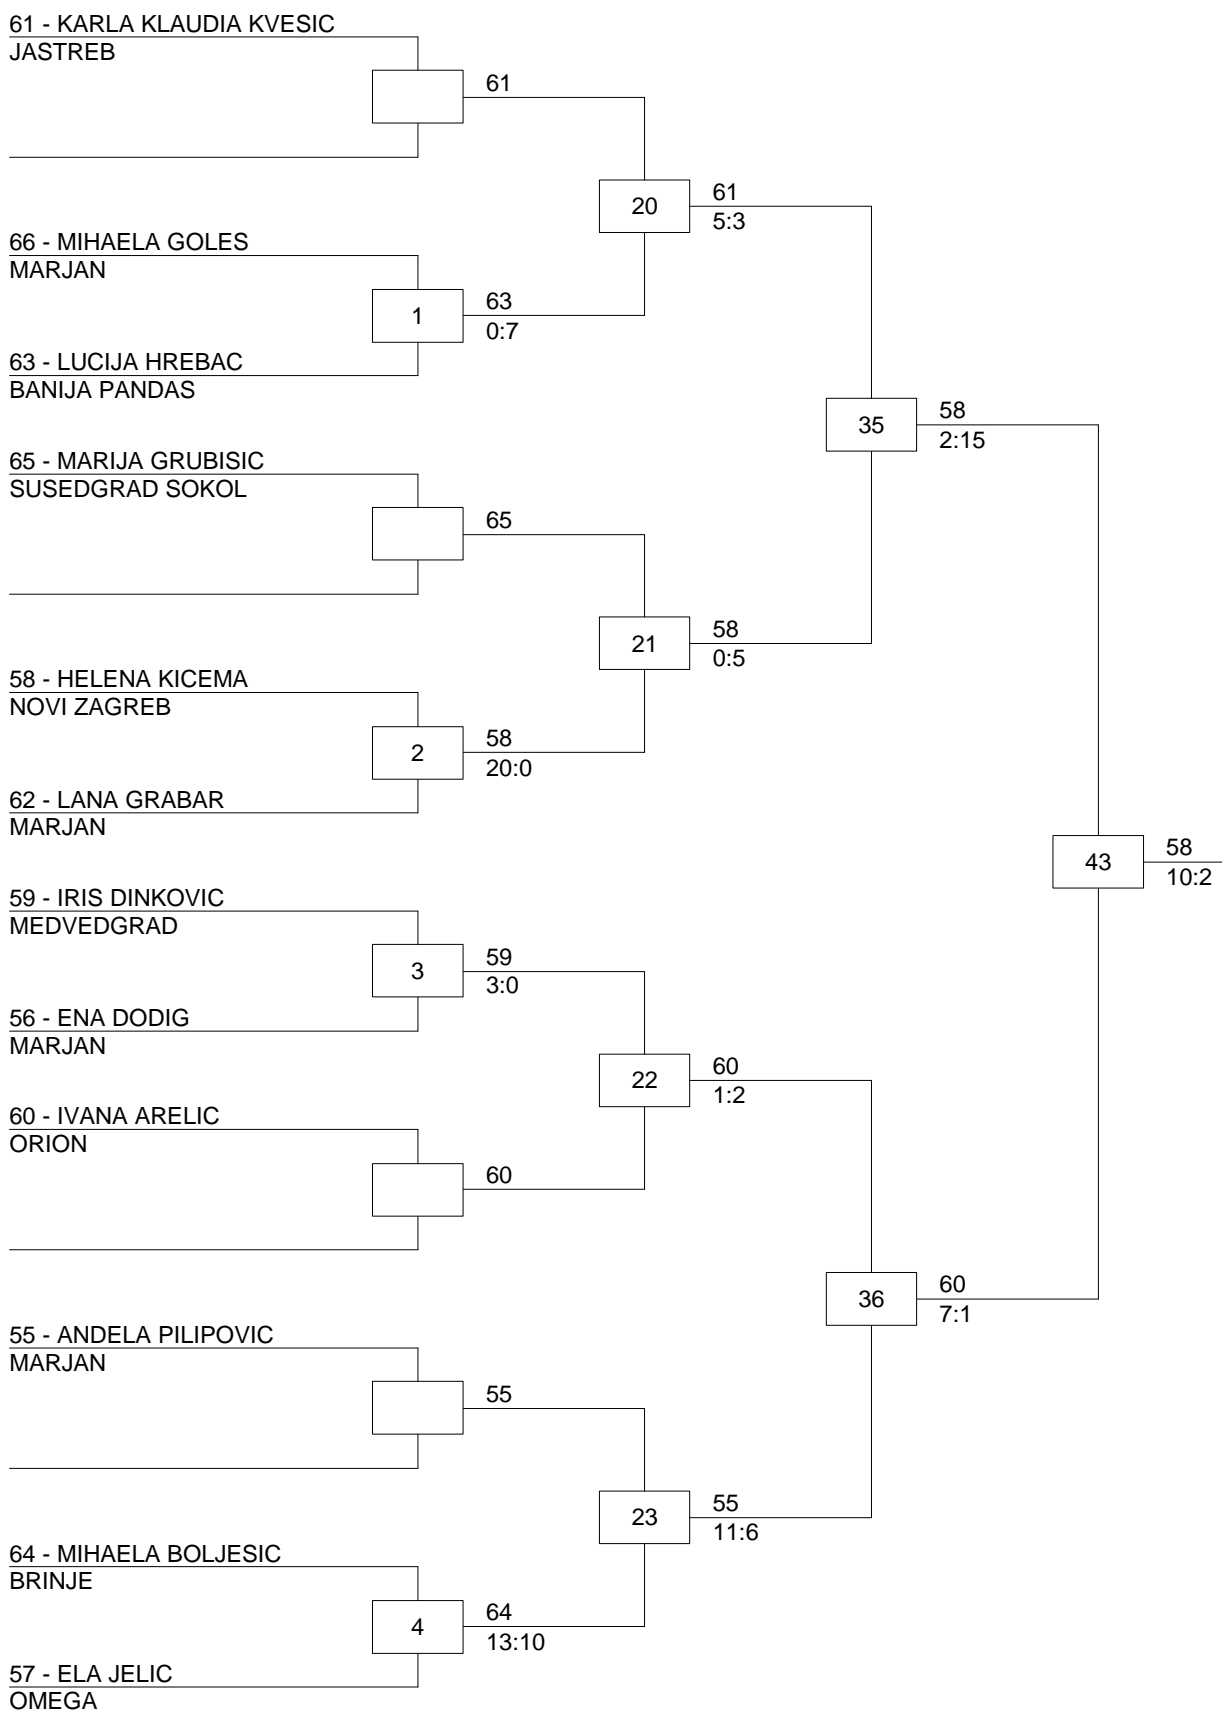 61 - KARLA KLAUDIA KVESIC
JASTREB
61
20
61
5:3
66 - MIHAELA GOLES
MARJAN
1
63
0:7
63 - LUCIJA HREBAC
BANIJA PANDAS
35
58
2:15
65 - MARIJA GRUBISIC
SUSEDGRAD SOKOL
65
21
58
0:5
58 - HELENA KICEMA
NOVI ZAGREB
2
58
20:0
62 - LANA GRABAR
MARJAN
43
58
10:2
59 - IRIS DINKOVIC
MEDVEDGRAD
3
59
3:0
56 - ENA DODIG
MARJAN
22
60
1:2
60 - IVANA ARELIC
ORION
60
36
60
7:1
55 - ANDELA PILIPOVIC
MARJAN
55
23
55
11:6
64 - MIHAELA BOLJESIC
BRINJE
4
64
13:10
57 - ELA JELIC
OMEGA